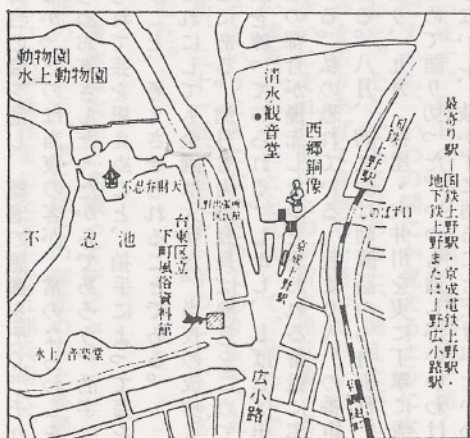 動物園
水上動物園
清水観音堂
西郷銅像
国鉄上野駅
最寄り駅―国鉄上野駅・京成電鉄上野駅・
地下鉄上野または上野広小路駅・
不忍弁財天
しのばず口
京成上野駅
不忍池
台東区立
下町風俗資料館
水上音楽堂
広小路